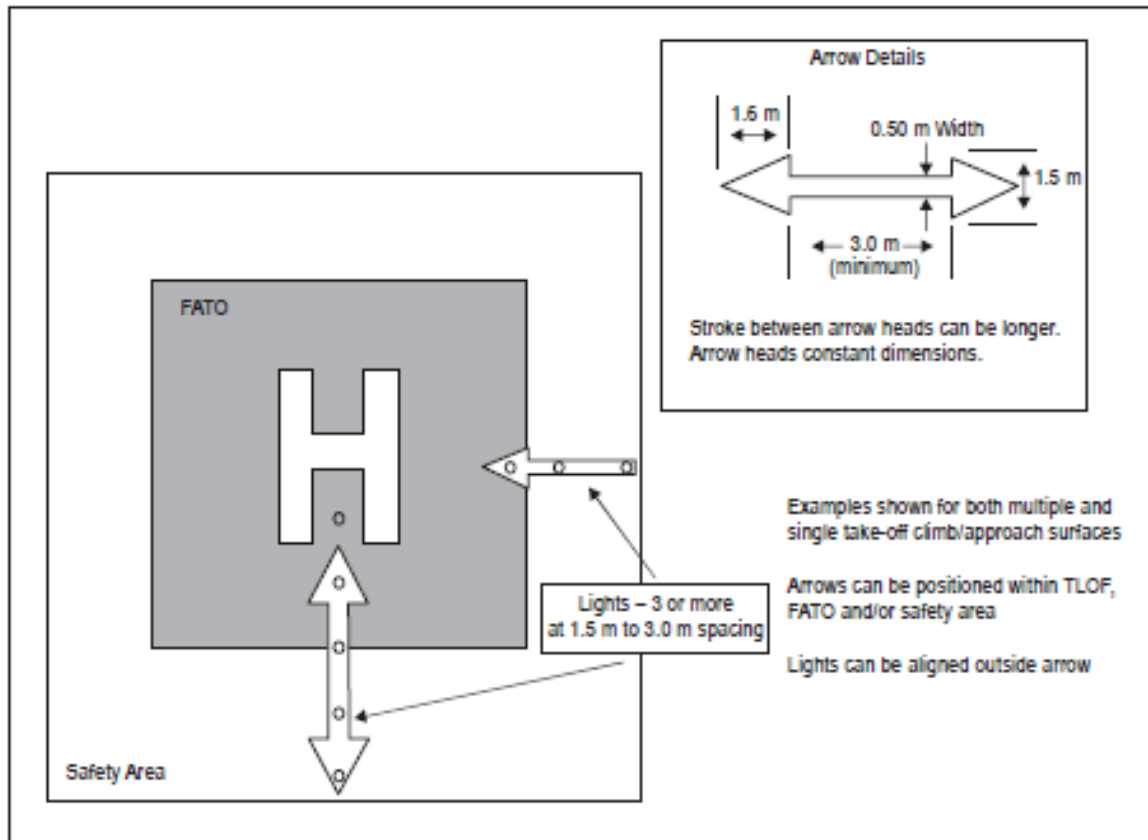 Arrow Details
1.6 m
0.50 m Width
1.5 m
3.0 m
(minimum)
Stroke between arrow heads can be longer.
Arrow heads constant dimensions.
FATO
H
Examples shown for both multiple and
single take-off climb/approach surfaces
Lights – 3 or more
at 1.5 m to 3.0 m spacing
Arrows can be positioned within TLOF,
FATO and/or safety area
Lights can be aligned outside arrow
Safety Area